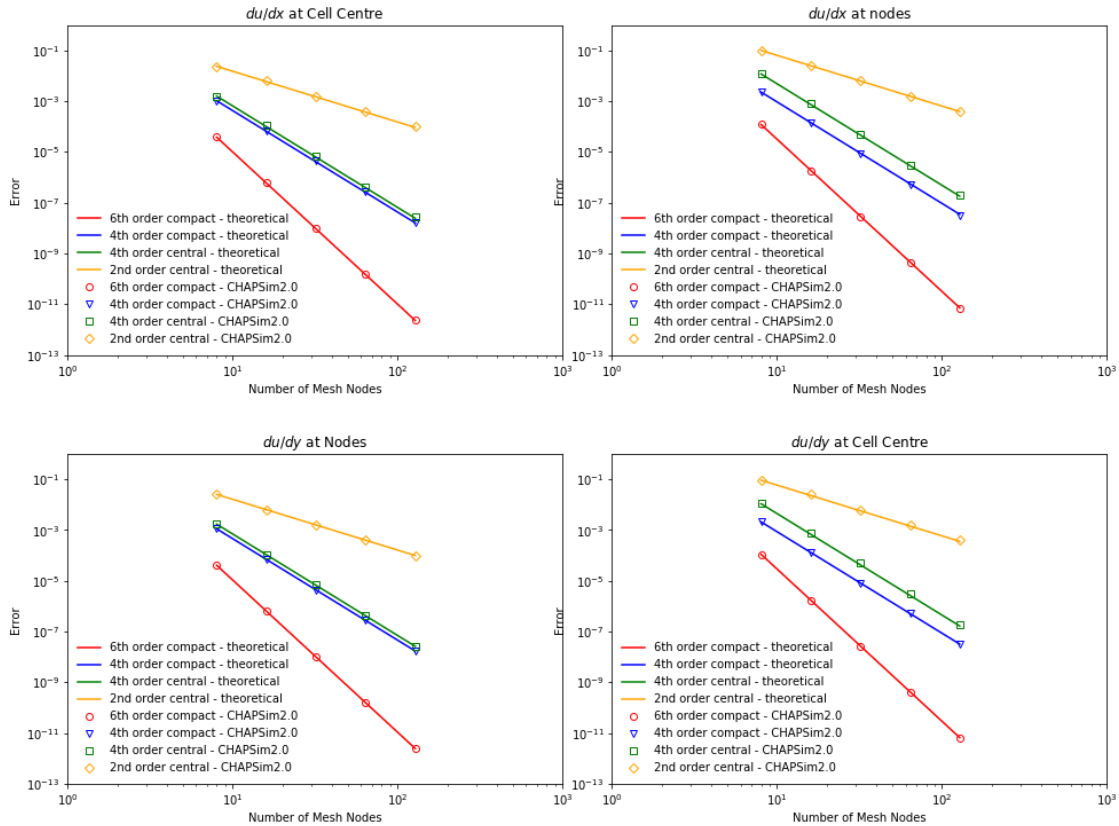 du/dx at Cell Centre
Error
10^-1
10^-3
10^-5
10^-7
10^-9
10^-11
10^-13
6th order compact - theoretical
4th order compact - theoretical
4th order central - theoretical
2nd order central - theoretical
6th order compact - CHAPSim2.0
4th order compact - CHAPSim2.0
4th order central - CHAPSim2.0
2nd order central - CHAPSim2.0
10^0 10^1 10^2 10^3
Number of Mesh Nodes
du/dx at nodes
Error
10^-1
10^-3
10^-5
10^-7
10^-9
10^-11
10^-13
6th order compact - theoretical
4th order compact - theoretical
4th order central - theoretical
2nd order central - theoretical
6th order compact - CHAPSim2.0
4th order compact - CHAPSim2.0
4th order central - CHAPSim2.0
2nd order central - CHAPSim2.0
10^0 10^1 10^2 10^3
Number of Mesh Nodes
du/dy at Nodes
Error
10^-1
10^-3
10^-5
10^-7
10^-9
10^-11
10^-13
6th order compact - theoretical
4th order compact - theoretical
4th order central - theoretical
2nd order central - theoretical
6th order compact - CHAPSim2.0
4th order compact - CHAPSim2.0
4th order central - CHAPSim2.0
2nd order central - CHAPSim2.0
10^0 10^1 10^2 10^3
Number of Mesh Nodes
du/dy at Cell Centre
Error
10^-1
10^-3
10^-5
10^-7
10^-9
10^-11
10^-13
6th order compact - theoretical
4th order compact - theoretical
4th order central - theoretical
2nd order central - theoretical
6th order compact - CHAPSim2.0
4th order compact - CHAPSim2.0
4th order central - CHAPSim2.0
2nd order central - CHAPSim2.0
10^0 10^1 10^2 10^3
Number of Mesh Nodes